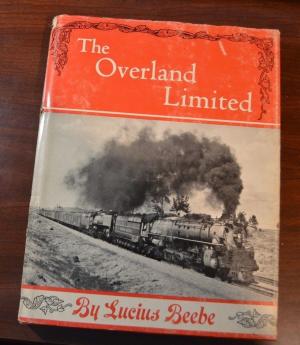 The
Overland
Limited
By Lucius Beebe